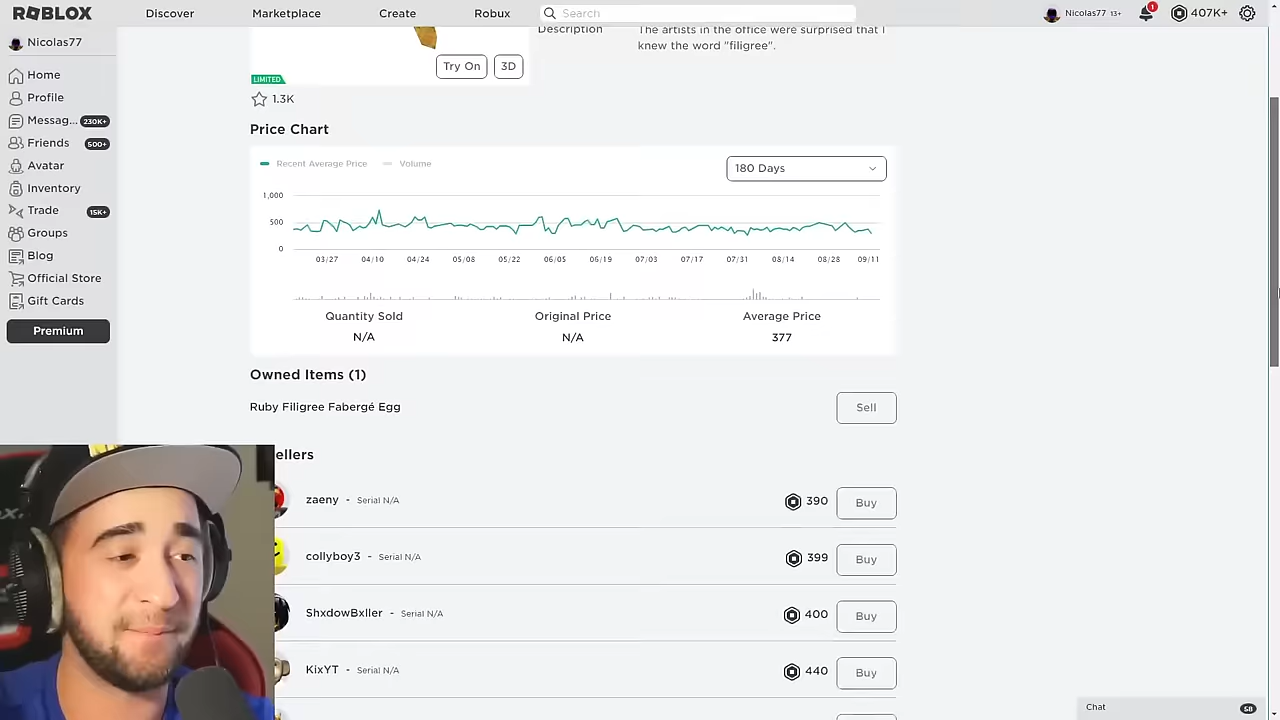 ROBLOX Discover Marketplace Create Robux Search Nicolas77 13+ 1 407K+
Nicolas77
Home
Profile
Messag... 230K+
Friends 500+
Avatar
Inventory
Trade 15K+
Groups
Blog
Official Store
Gift Cards
Premium
Description The artists in the office were surprised that I
knew the word "filigree".
Try On 3D
LIMITED
1.3K
Price Chart
Recent Average Price Volume 180 Days
1,000
500
0
03/27 04/10 04/24 05/08 05/22 06/05 06/19 07/03 07/17 07/31 08/14 08/28 09/11
Quantity Sold Original Price Average Price
N/A N/A 377
Owned Items (1)
Ruby Filigree Fabergé Egg Sell
ellers
zaeny - Serial N/A 390 Buy
collyboy3 - Serial N/A 399 Buy
ShxdowBxller - Serial N/A 400 Buy
KixYT - Serial N/A 440 Buy
Chat